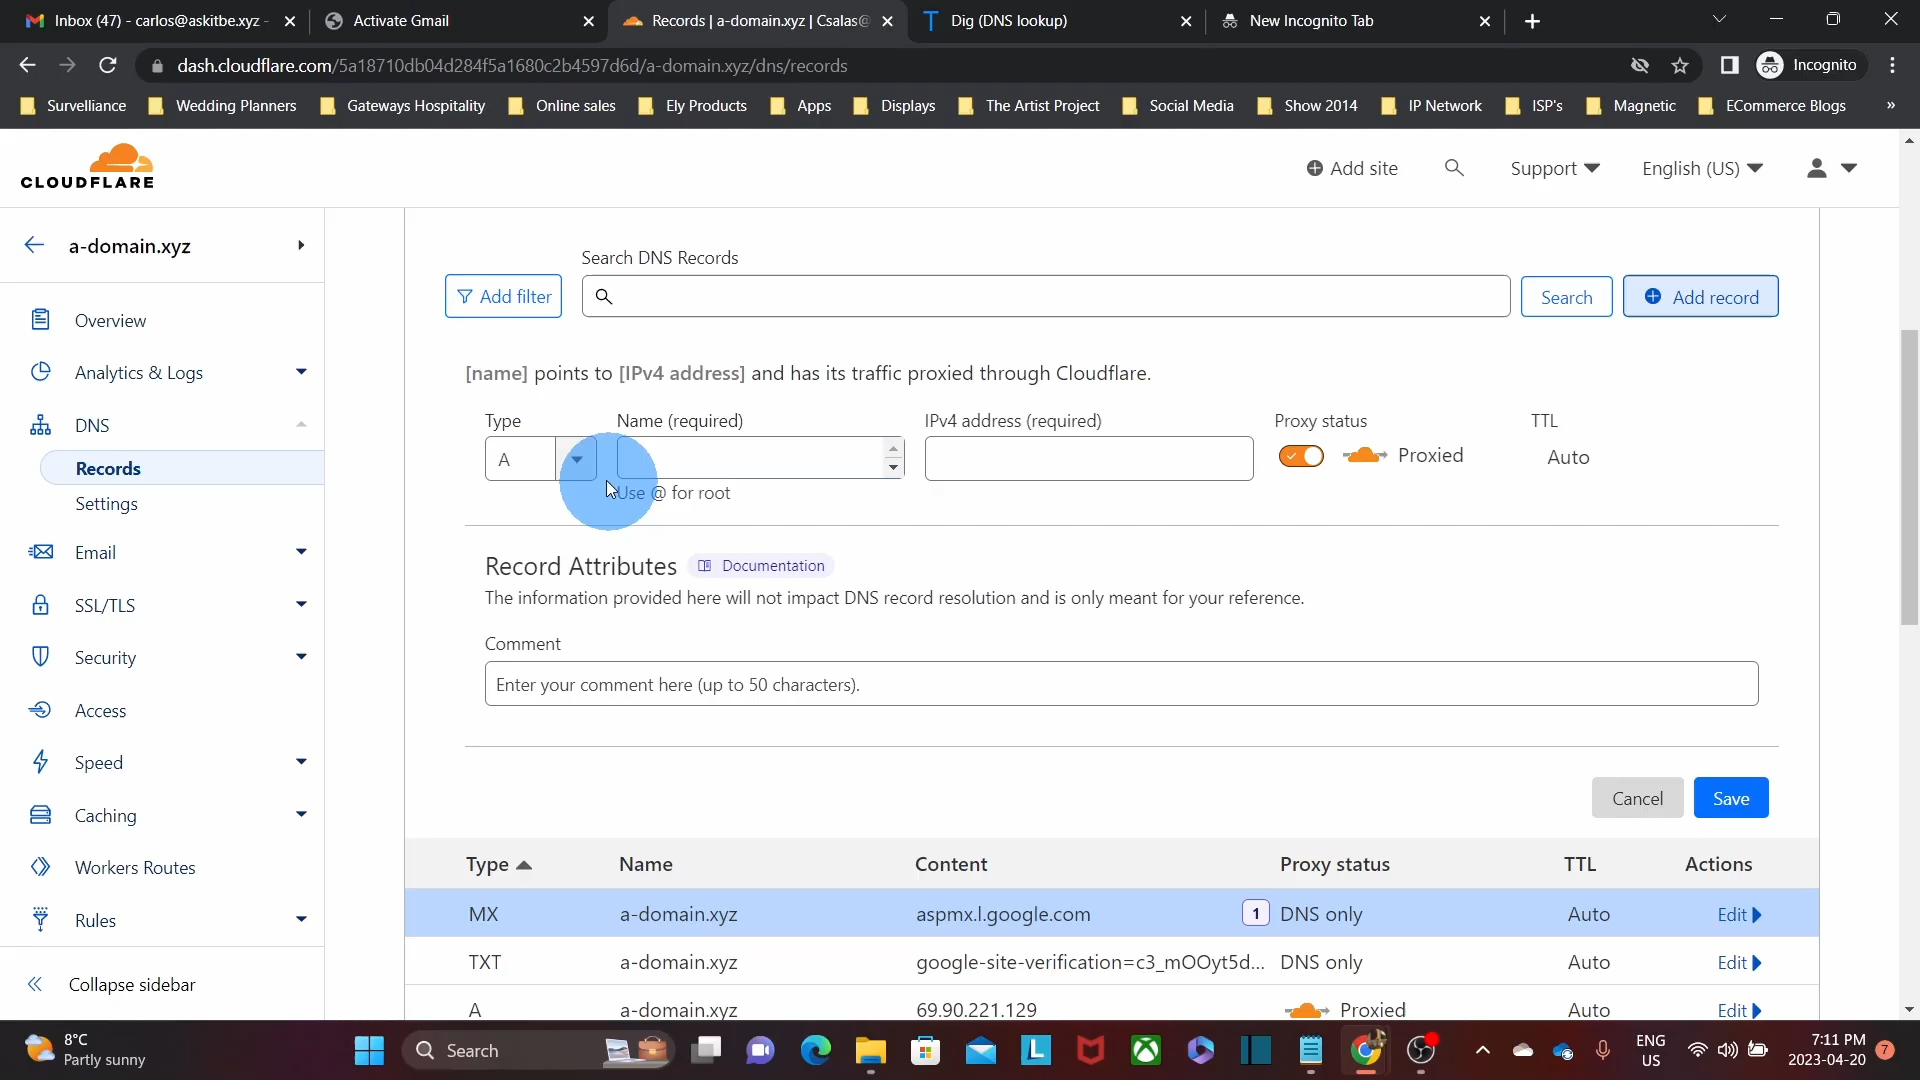 Inbox (47) - carlos@askitbe.xyz -
Activate Gmail
Records | a-domain.xyz | Csalas@
Dig (DNS lookup)
New Incognito Tab
dash.cloudflare.com/5a18710db04d284f5a1680c2b4597d6d/a-domain.xyz/dns/records
Incognito
Survelliance
Wedding Planners
Gateways Hospitality
Online sales
Ely Products
Apps
Displays
The Artist Project
Social Media
Show 2014
IP Network
ISP's
Magnetic
ECommerce Blogs
»
CLOUDFLARE
Add site
Support
English (US)
a-domain.xyz
Overview
Analytics & Logs
DNS
Records
Settings
Email
SSL/TLS
Security
Access
Speed
Caching
Workers Routes
Rules
Collapse sidebar
Search DNS Records
Add filter
Search
Add record
[name] points to [IPv4 address] and has its traffic proxied through Cloudflare.
Type
Name (required)
IPv4 address (required)
Proxy status
TTL
A
Proxied
Auto
Use @ for root
Record Attributes
Documentation
The information provided here will not impact DNS record resolution and is only meant for your reference.
Comment
Enter your comment here (up to 50 characters).
Cancel
Save
Type Name Content Proxy status TTL Actions
MX a-domain.xyz aspmx.l.google.com 1 DNS only Auto Edit
TXT a-domain.xyz google-site-verification=c3_mOOyt5d... DNS only Auto Edit
A a-domain.xyz 69.90.221.129 Proxied Auto Edit
8°C
Partly sunny
Search
ENG
US
7:11 PM
2023-04-20
7